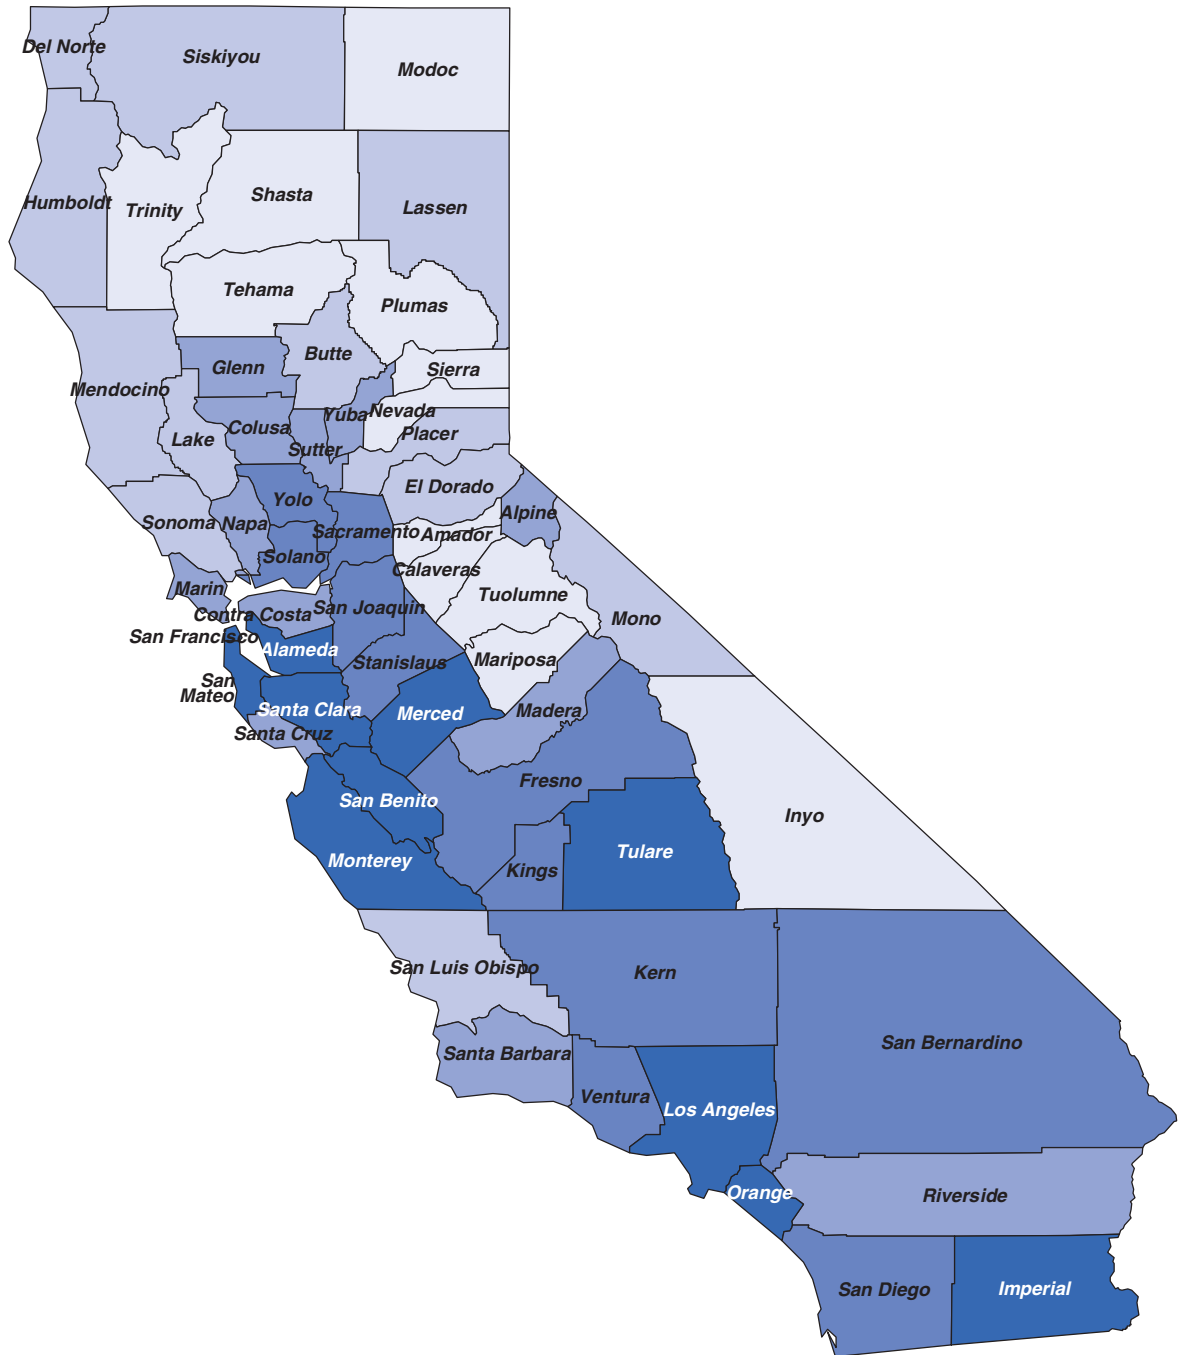 Del Norte
Siskiyou
Modoc
Humboldt
Trinity
Shasta
Lassen
Tehama
Plumas
Butte
Glenn
Sierra
Mendocino
Yuba
Nevada
Colusa
Placer
Lake
Sutter
El Dorado
Yolo
Alpine
Sonoma
Napa
Sacramento
Amador
Solano
Calaveras
Marin
Tuolumne
Contra Costa
San Joaquin
Mono
San Francisco
Alameda
Stanislaus
Mariposa
San
Mateo
Santa Clara
Merced
Madera
Santa Cruz
Fresno
San Benito
Inyo
Monterey
Tulare
Kings
San Luis Obispo
Kern
San Bernardino
Santa Barbara
Ventura
Los Angeles
Orange
Riverside
San Diego
Imperial